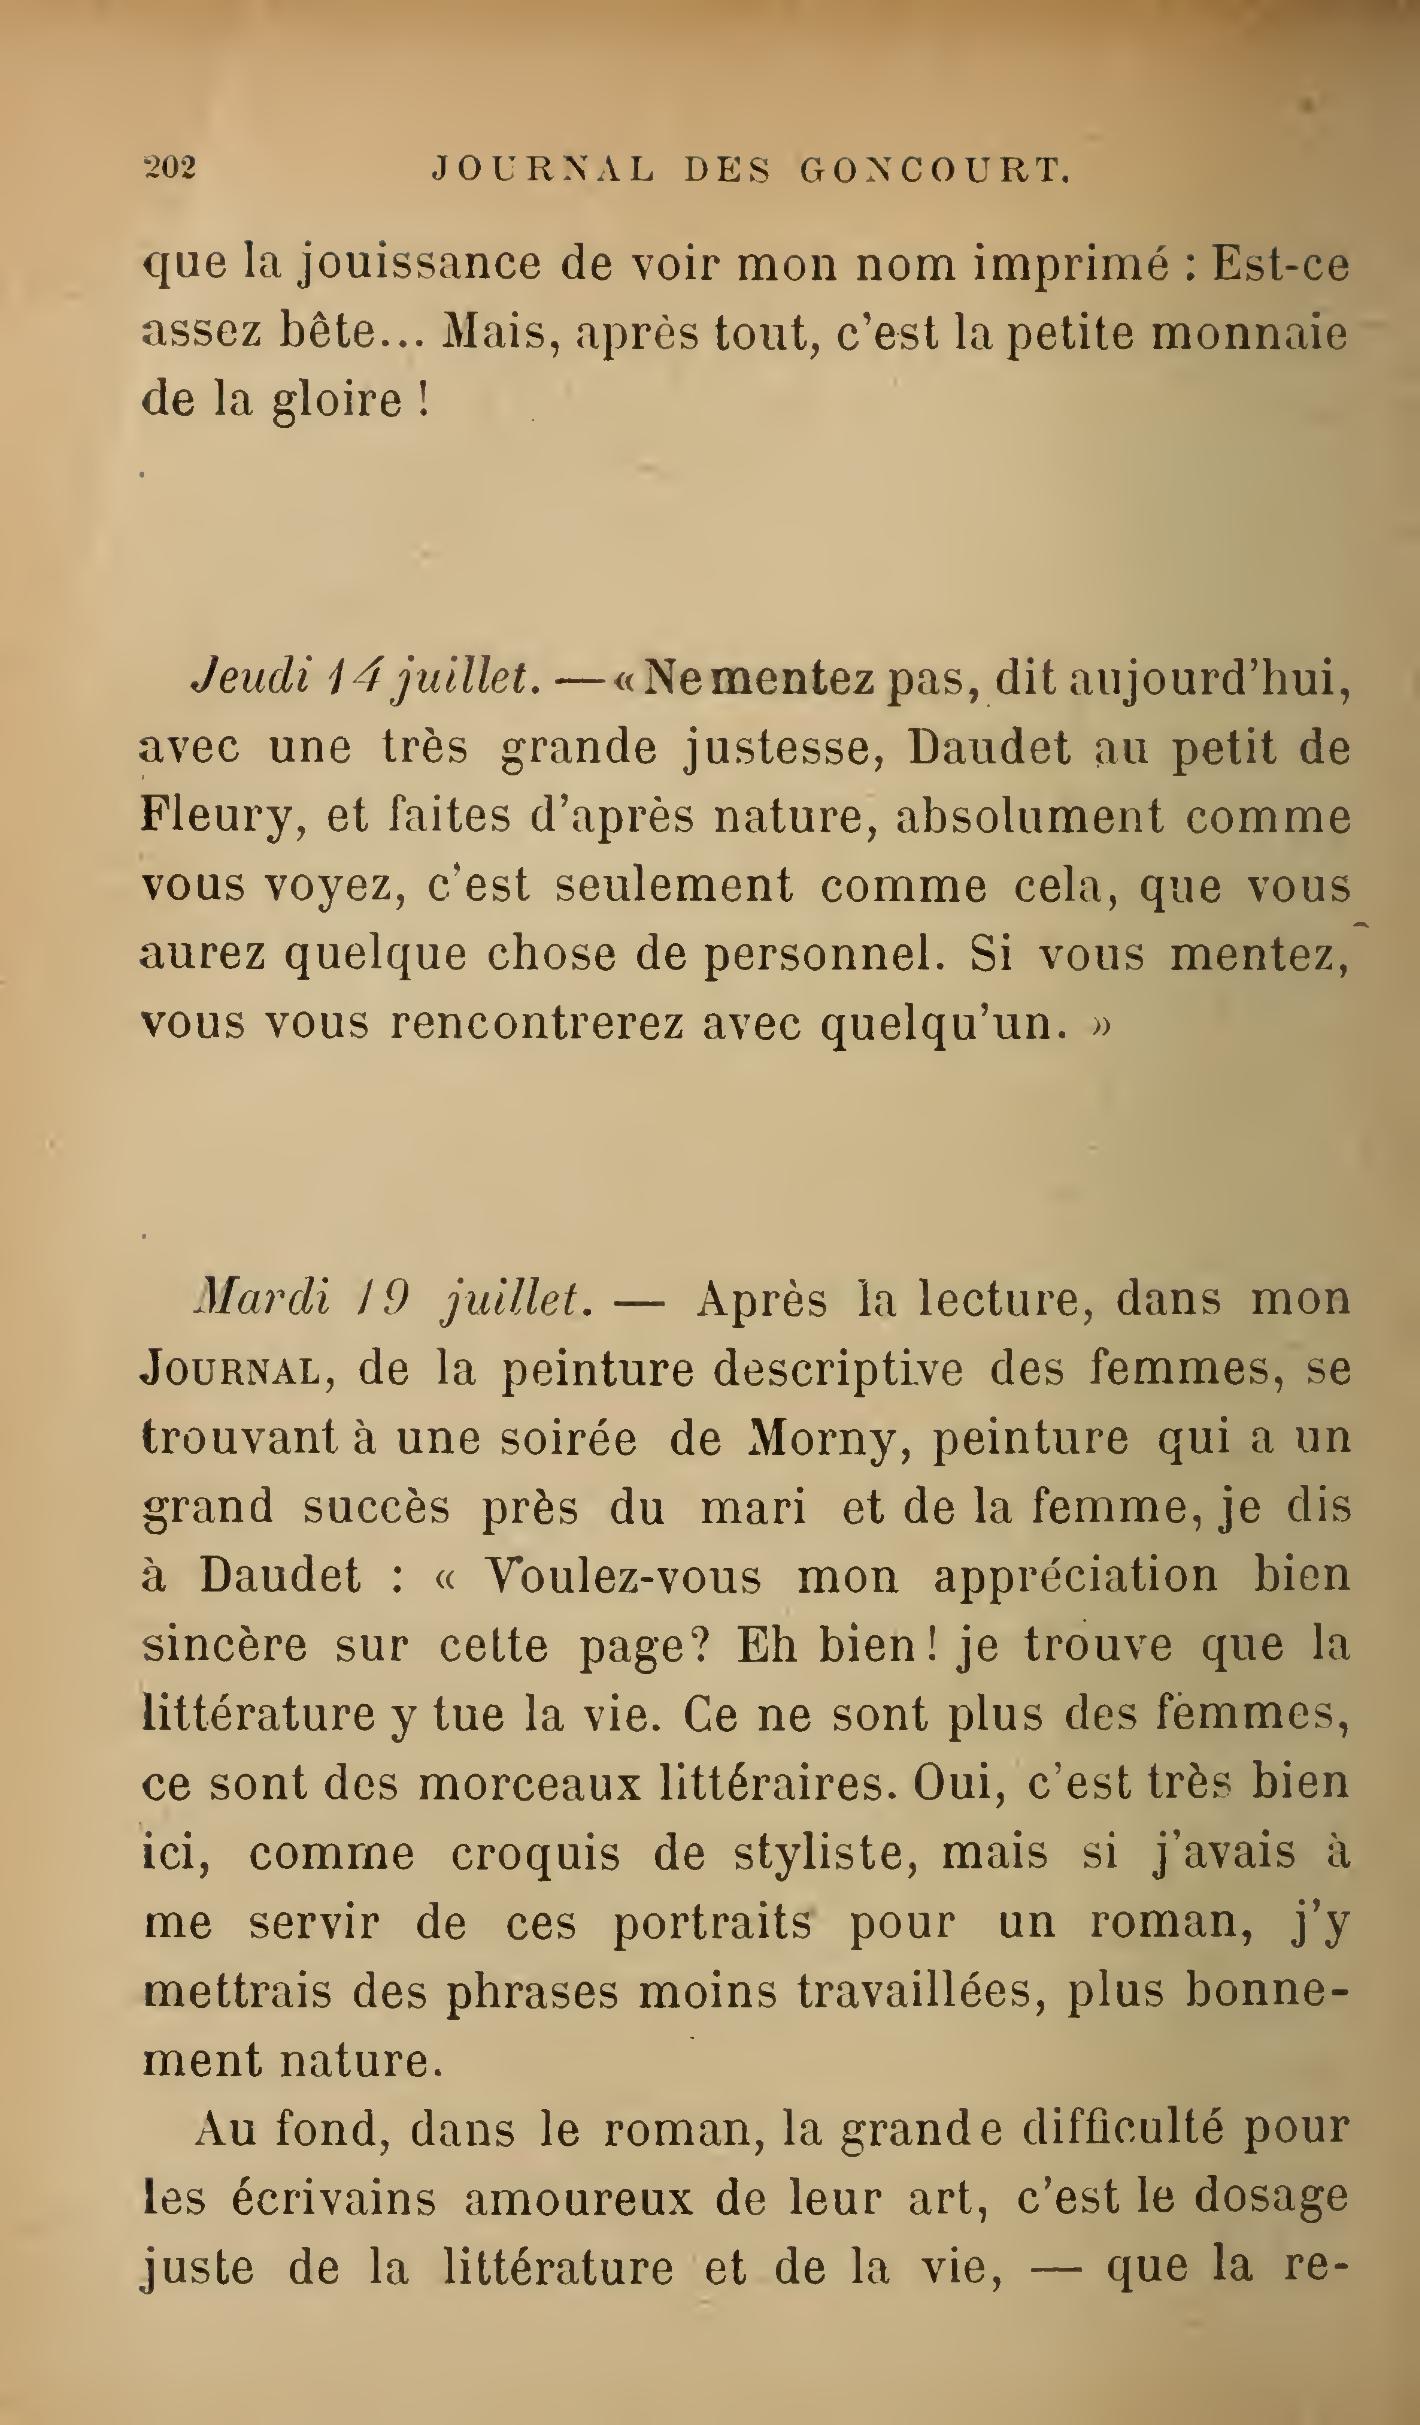 202 JOURNAL DES GONCOURT.
que la jouissance de voir mon nom imprimé : Est-ce
assez bête... Mais, après tout, c'est la petite monnaie
de la gloire !
Jeudi 14 juillet. — « Ne mentez pas, dit aujourd'hui,
avec une très grande justesse, Daudet au petit de
Fleury, et faites d'après nature, absolument comme
vous voyez, c'est seulement comme cela, que vous
aurez quelque chose de personnel. Si vous mentez,
vous vous rencontrerez avec quelqu'un. »
Mardi 19 juillet. — Après la lecture, dans mon
JOURNAL, de la peinture descriptive des femmes, se
trouvant à une soirée de Morny, peinture qui a un
grand succès près du mari et de la femme, je dis
à Daudet : « Voulez-vous mon appréciation bien
sincère sur cette page? Eh bien! je trouve que la
littérature y tue la vie. Ce ne sont plus des femmes,
ce sont des morceaux littéraires. Oui, c'est très bien
ici, comme croquis de styliste, mais si j'avais à
me servir de ces portraits pour un roman, j'y
mettrais des phrases moins travaillées, plus bonne-
ment nature.
Au fond, dans le roman, la grande difficulté pour
les écrivains amoureux de leur art, c'est le dosage
juste de la littérature et de la vie, — que la re-